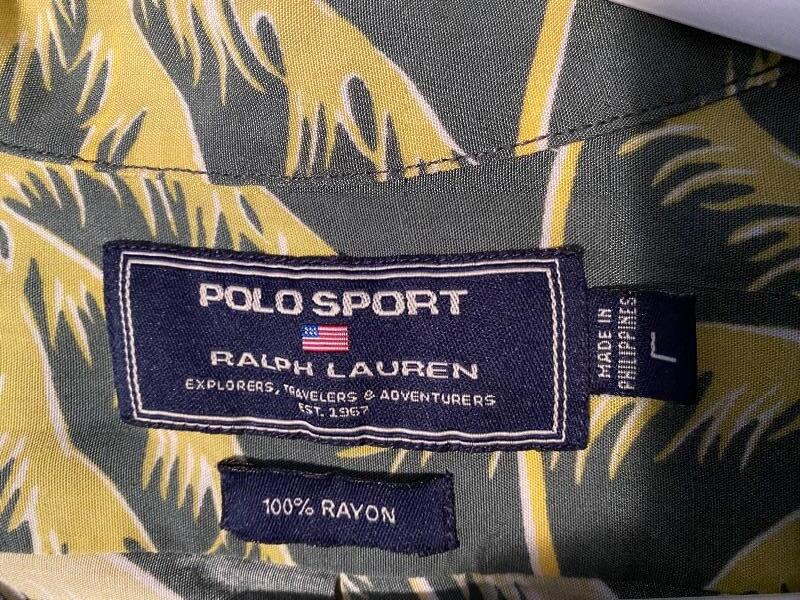 POLO SPORT
RALPH LAUREN
EXPLORERS, TRAVELERS & ADVENTURERS
EST. 1967
MADE IN
PHILIPPINES
L
100% RAYON